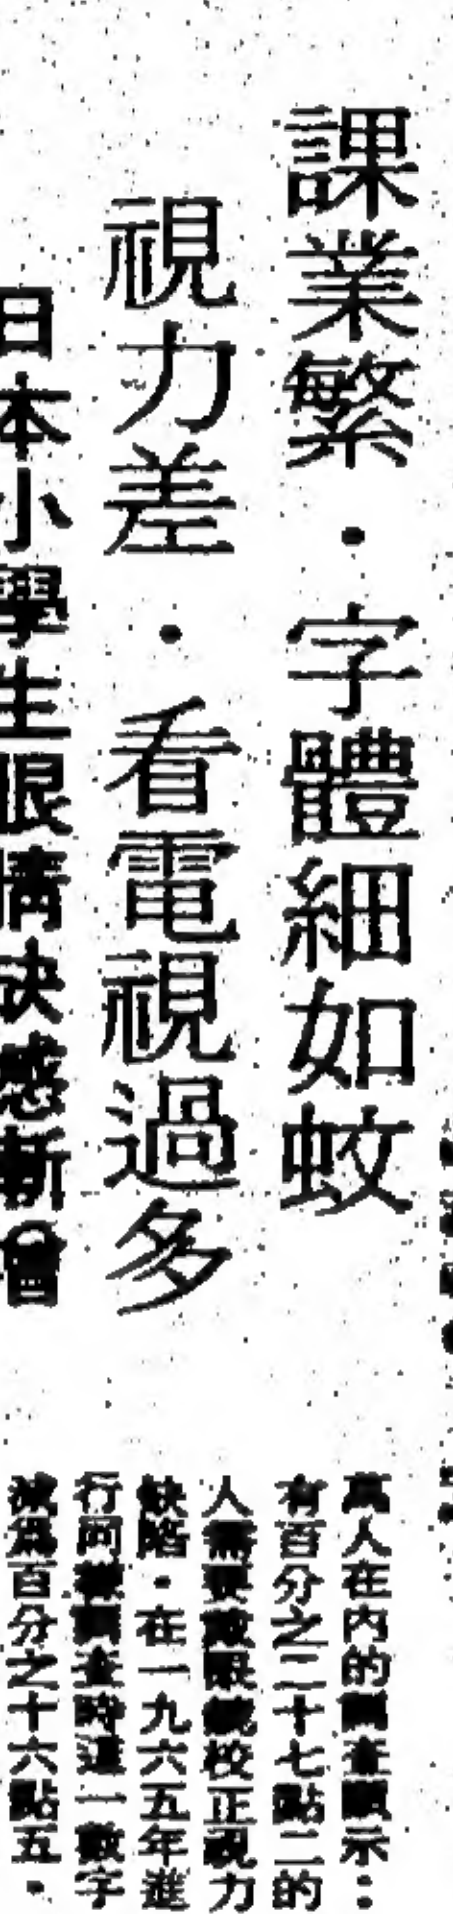 課業繁・字體細如蚊
視力差・看電視過多
日本小學生眼睛缺憾漸增
萬人在內的調查顯示：
有百分之二十七點二的
人需要戴眼鏡校正視力
缺陷・在一九六五年進
行同樣調查時這一數字
減為百分之十六點五・